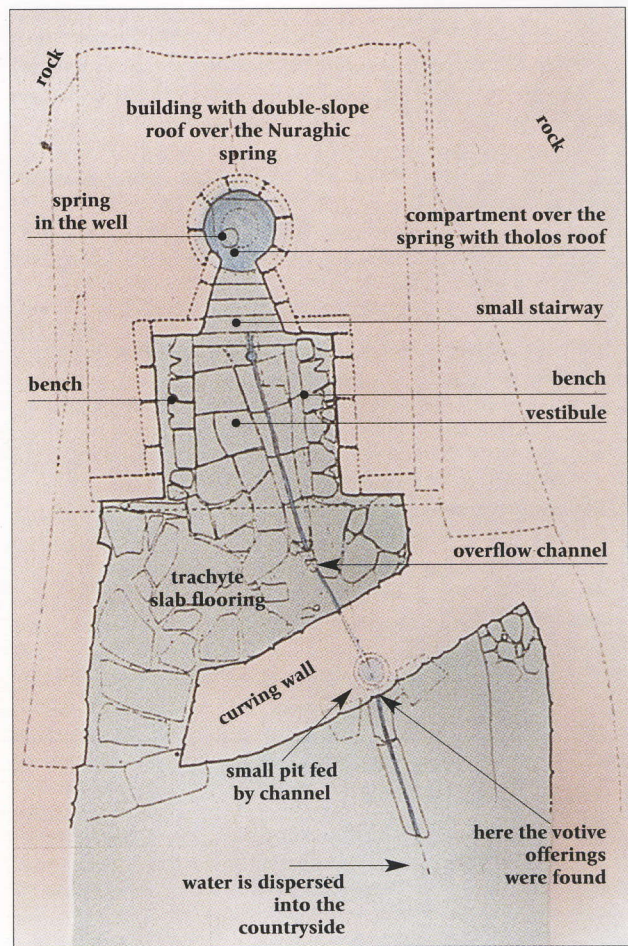 rock
building with double-slope
roof over the Nuraghic
spring
rock
spring
in the well
compartment over the
spring with tholos roof
small stairway
bench
bench
vestibule
overflow channel
trachyte
slab flooring
curving wall
small pit fed
by channel
here the votive
offerings
were found
water is dispersed
into the
countryside